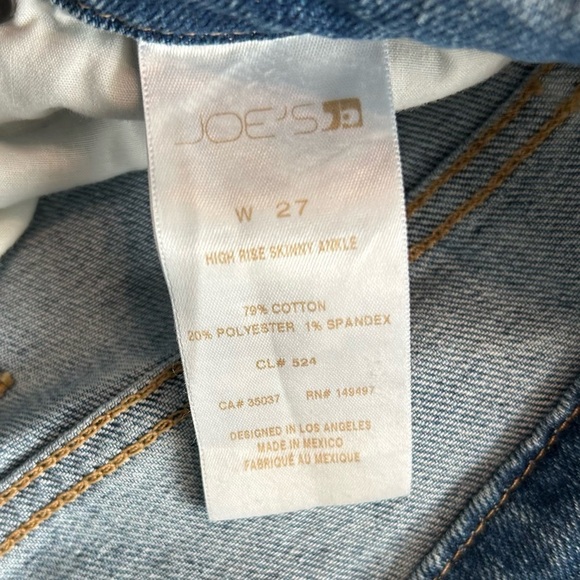 JOE'S
W 27
HIGH RISE SKINNY ANKLE
79% COTTON
20% POLYESTER 1% SPANDEX
CL# 524
CA# 35037 RN# 149497
DESIGNED IN LOS ANGELES
MADE IN MEXICO
FABRIQUÉ AU MEXIQUE